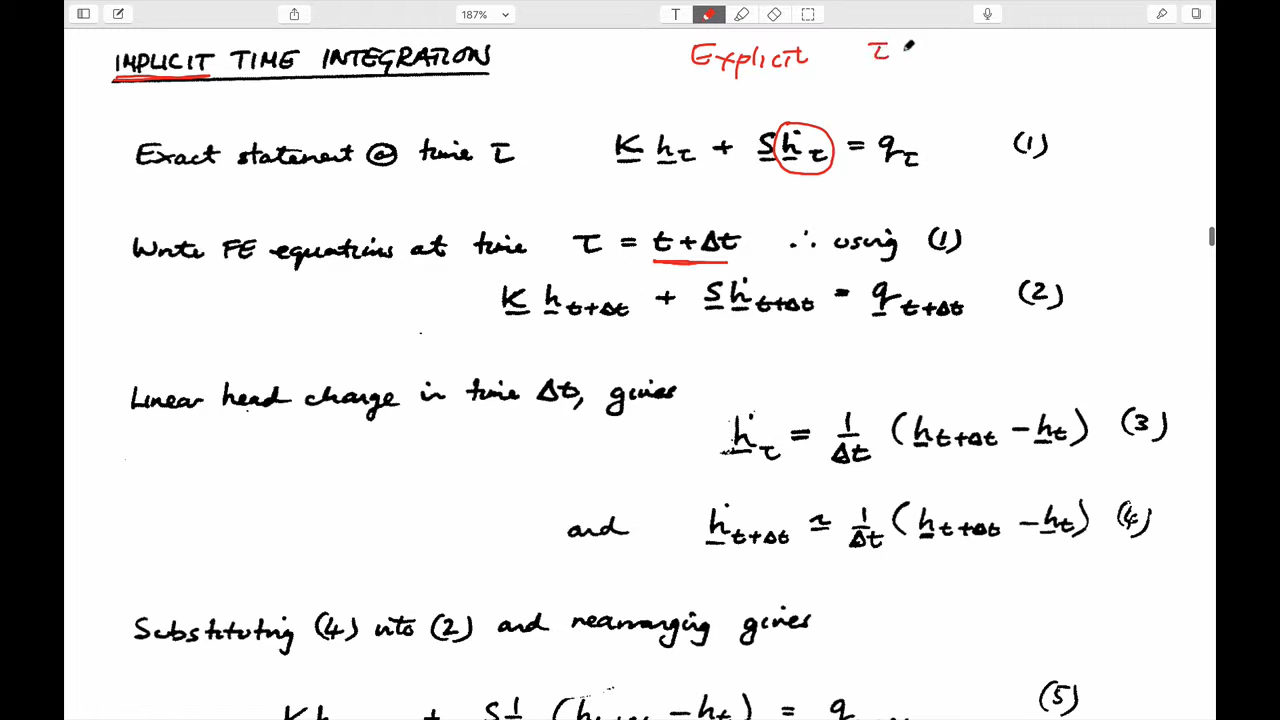 187%
T
IMPLICIT TIME INTEGRATION Explicit τ
Exact statement @ time τ K h_τ + S ḣ_τ = q_τ (1)
Write FE equations at time τ = t+Δt ∴ using (1)
K h_t+Δt + S ḣ_t+Δt = q_t+Δt (2)
Linear head change in time Δt, gives
ḣ_τ = 1/Δt (h_t+Δt − h_t) (3)
and ḣ_t+Δt ≃ 1/Δt (h_t+Δt − h_t) (4)
Substituting (4) into (2) and rearranging gives
(5)